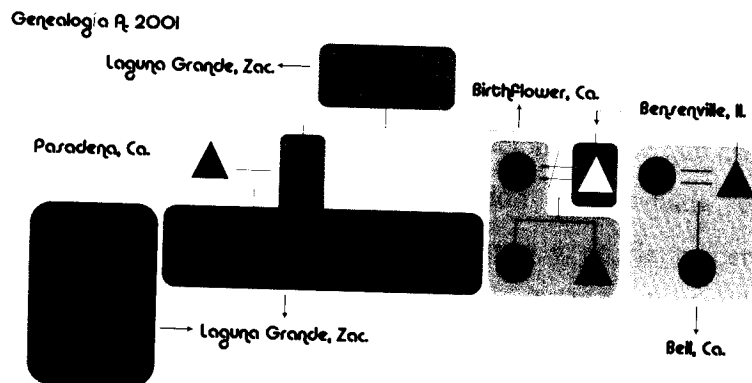 Genealogía A. 2001
Laguna Grande, Zac.
Birthflower, Ca.
Bensenville, Il.
Pasadena, Ca.
Laguna Grande, Zac.
Bell, Ca.